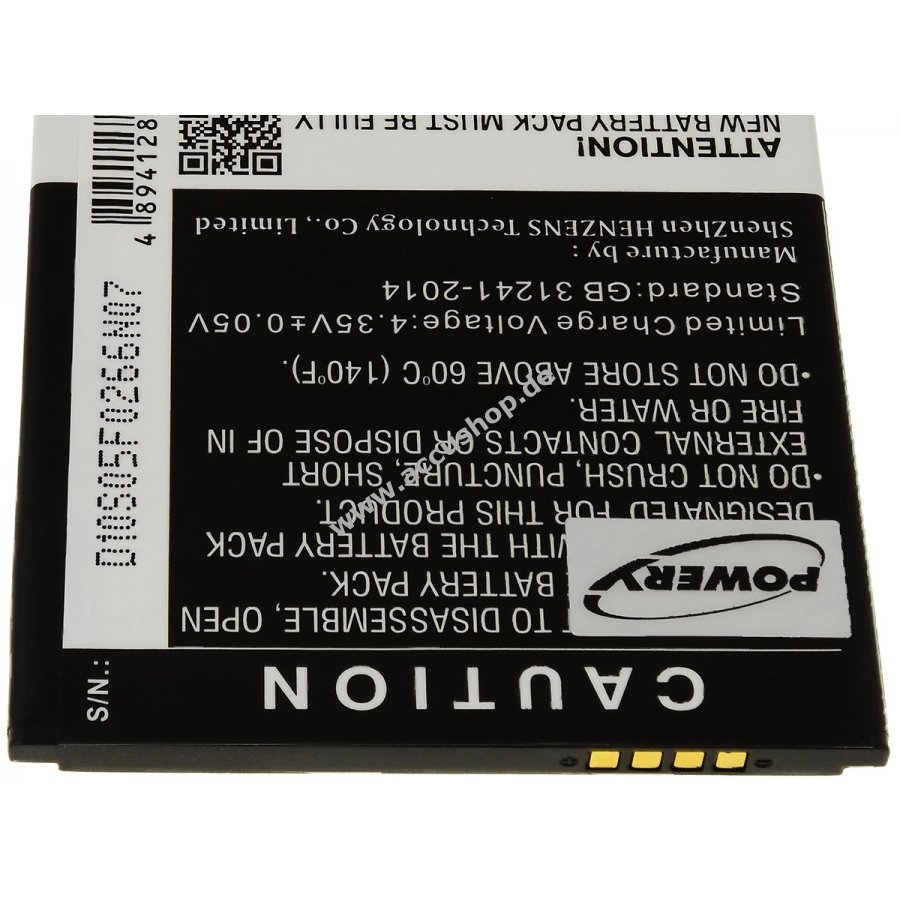 CAUTION
T TO DISASSEMBLE, OPEN
E BATTERY PACK.
WITH THE BATTERY PACK
DESIGNATED FOR THIS PRODUCT.
•DO NOT CRUSH, PUNCTURE, SHORT
EXTERNAL CONTACTS OR DISPOSE OF IN
FIRE OR WATER.
•DO NOT STORE ABOVE 60°C (140°F)
Limited Charge Voltage:4.35V±0.05V
Standard:GB 31241-2014
Manufacture by:
ShenZhen HENZENS Technology Co., Limited
ATTENTION!
NEW BATTERY PACK MUST BE FULLY
POWERY
S/N.:
D10S05F0266N07
4 894128
www.accushop.de
+ -